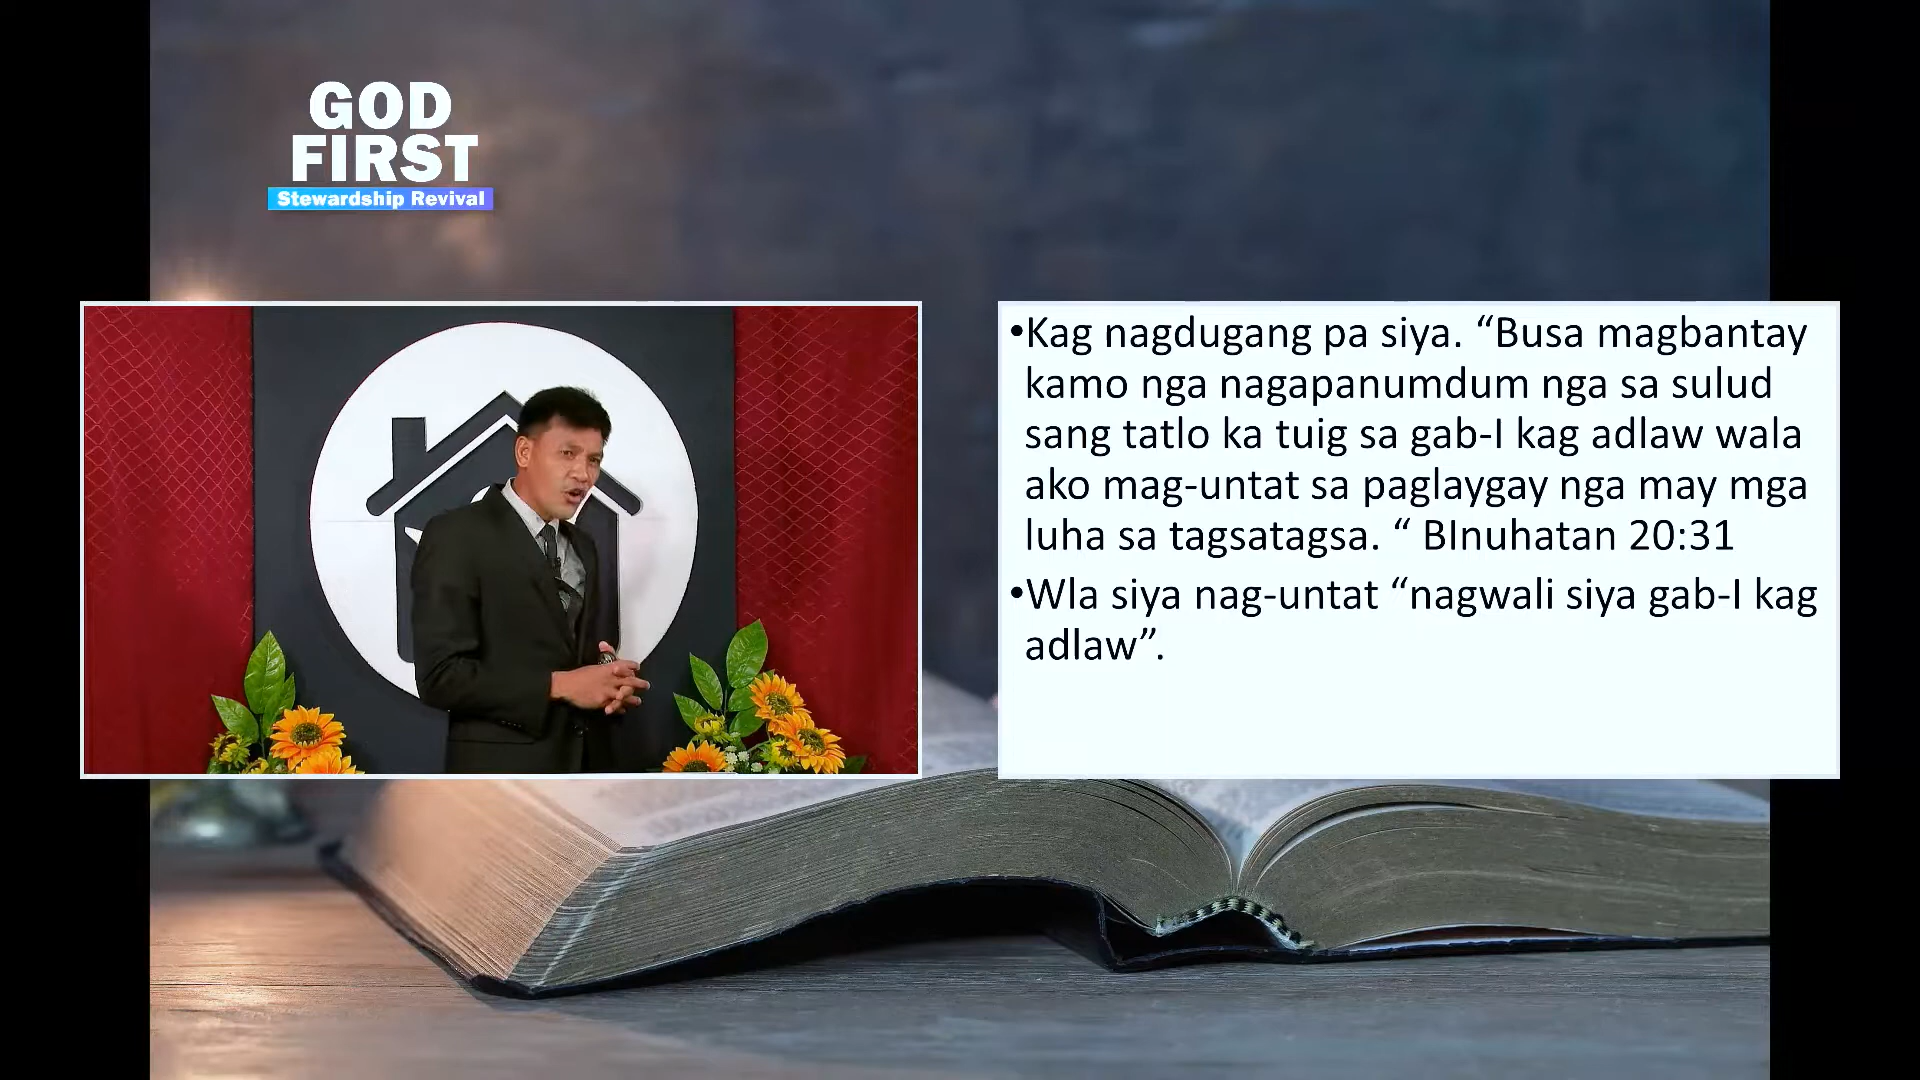 GOD
FIRST
Stewardship Revival
•Kag nagdugang pa siya. “Busa magbantay
kamo nga nagapanumdum nga sa sulud
sang tatlo ka tuig sa gab-I kag adlaw wala
ako mag-untat sa paglaygay nga may mga
luha sa tagsatagsa. “ BInuhatan 20:31
•Wla siya nag-untat “nagwali siya gab-I kag
adlaw”.